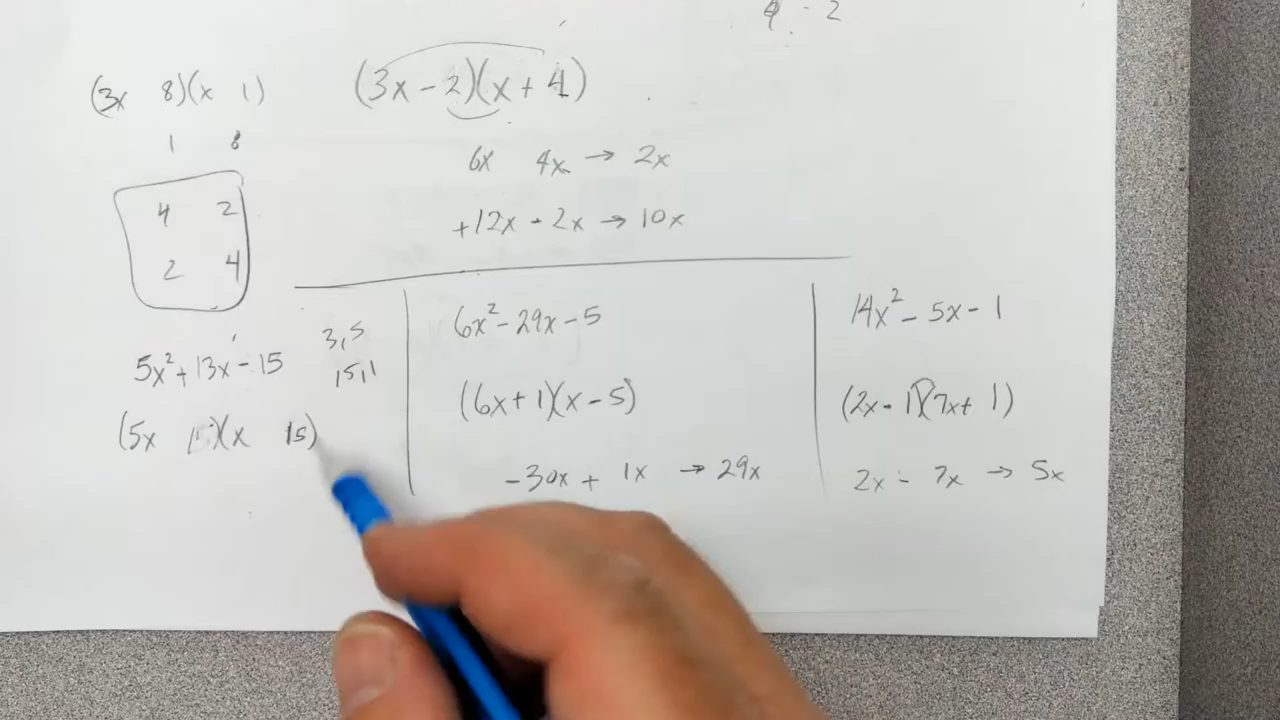 4 - 2
(3x 8)(x 1)
1 8
4 2
2 4
(3x - 2)(x + 4)
6x 4x → 2x
+12x - 2x → 10x
5x² + 13x - 15
3,5
15,1
(5x )(x 15)
6x² - 29x - 5
(6x + 1)(x - 5)
-30x + 1x → 29x
14x² - 5x - 1
(2x - 1)(7x + 1)
2x - 7x → 5x